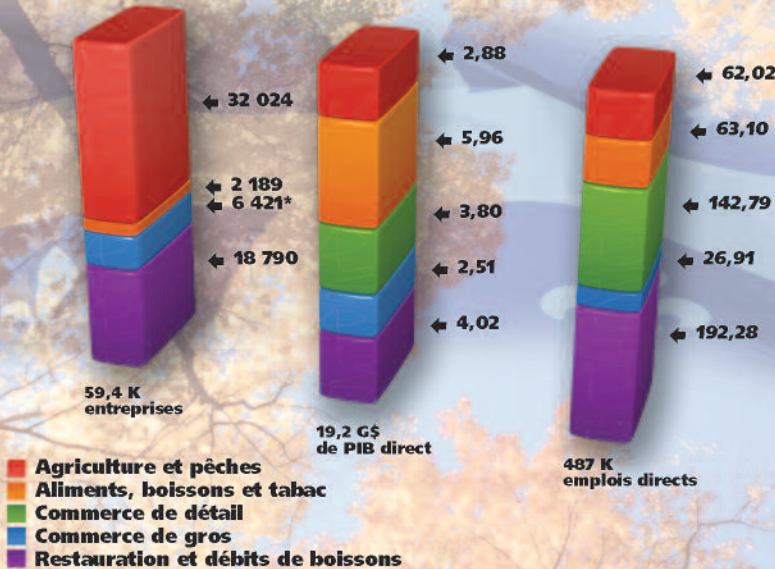 32 024
2 189
6 421*
18 790
59,4 K
entreprises
2,88
5,96
3,80
2,51
4,02
19,2 G$
de PIB direct
62,02
63,10
142,79
26,91
192,28
487 K
emplois directs
Agriculture et pêches
Aliments, boissons et tabac
Commerce de détail
Commerce de gros
Restauration et débits de boissons